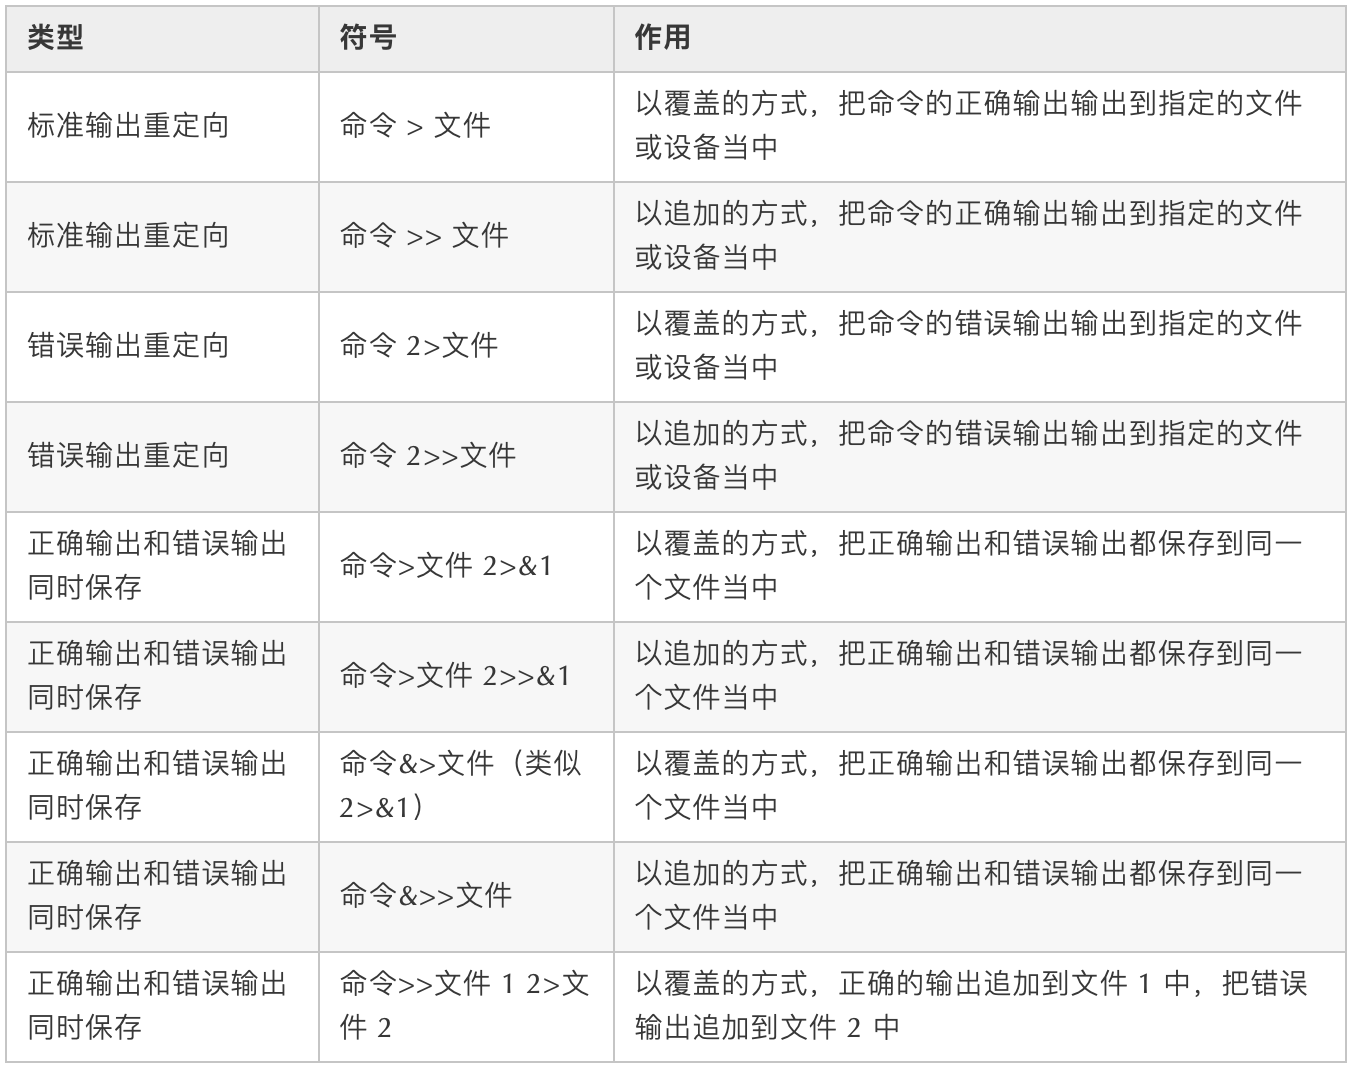 类型 符号 作用
标准输出重定向 命令 > 文件 以覆盖的方式，把命令的正确输出输出到指定的文件
或设备当中
标准输出重定向 命令 >> 文件 以追加的方式，把命令的正确输出输出到指定的文件
或设备当中
错误输出重定向 命令 2>文件 以覆盖的方式，把命令的错误输出输出到指定的文件
或设备当中
错误输出重定向 命令 2>>文件 以追加的方式，把命令的错误输出输出到指定的文件
或设备当中
正确输出和错误输出
同时保存
命令>文件 2>&1
以覆盖的方式，把正确输出和错误输出都保存到同一
个文件当中
正确输出和错误输出
同时保存
命令>文件 2>>&1
以追加的方式，把正确输出和错误输出都保存到同一
个文件当中
正确输出和错误输出
同时保存
命令&>文件（类似
2>&1）
以覆盖的方式，把正确输出和错误输出都保存到同一
个文件当中
正确输出和错误输出
同时保存
命令&>>文件
以追加的方式，把正确输出和错误输出都保存到同一
个文件当中
正确输出和错误输出
同时保存
命令>>文件 1 2>文
件 2
以覆盖的方式，正确的输出追加到文件 1 中，把错误
输出追加到文件 2 中